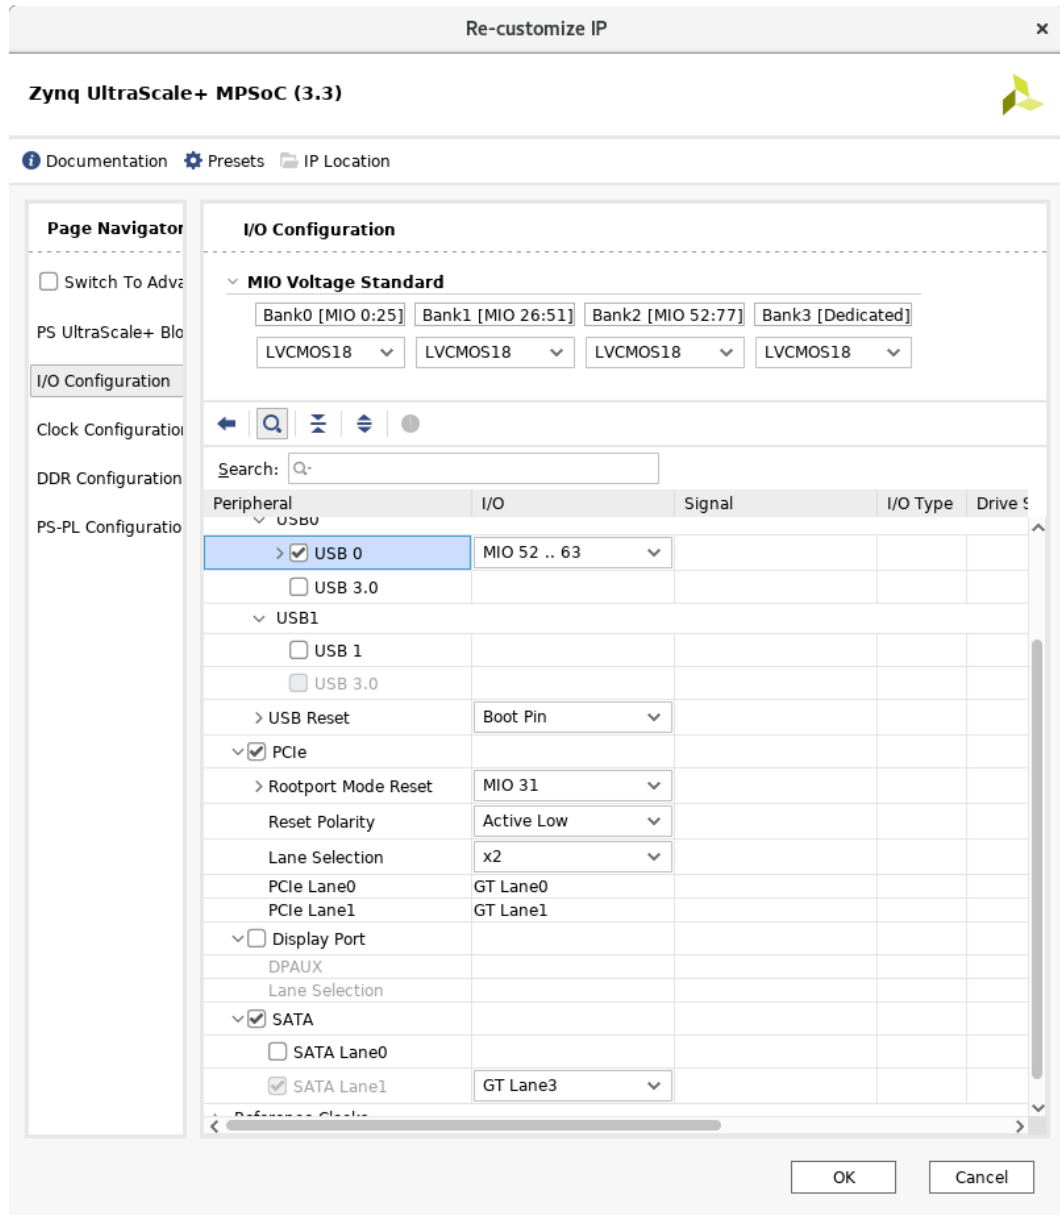 Re-customize IP
Zynq UltraScale+ MPSoC (3.3)
Documentation Presets IP Location
Page Navigator
Switch To Adva
PS UltraScale+ Blo
I/O Configuration
Clock Configuration
DDR Configuration
PS-PL Configuratio
I/O Configuration
MIO Voltage Standard
Bank0 [MIO 0:25] Bank1 [MIO 26:51] Bank2 [MIO 52:77] Bank3 [Dedicated]
LVCMOS18 LVCMOS18 LVCMOS18 LVCMOS18
Search:
Peripheral I/O Signal I/O Type Drive S
USB0
USB 0 MIO 52 .. 63
USB 3.0
USB1
USB 1
USB 3.0
USB Reset Boot Pin
PCIe
Rootport Mode Reset MIO 31
Reset Polarity Active Low
Lane Selection x2
PCIe Lane0 GT Lane0
PCIe Lane1 GT Lane1
Display Port
DPAUX
Lane Selection
SATA
SATA Lane0
SATA Lane1 GT Lane3
Reference Clocks
OK Cancel